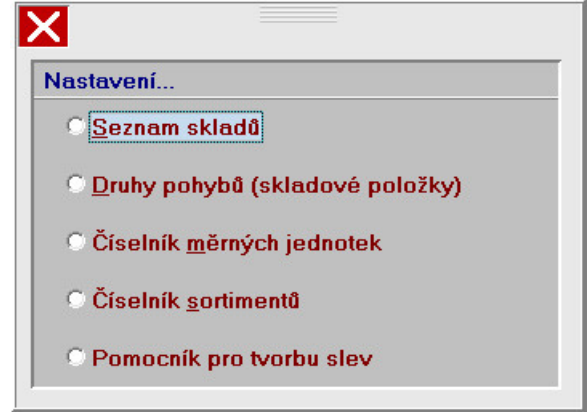 Nastavení...
Seznam skladů
Druhy pohybů (skladové položky)
Číselník měrných jednotek
Číselník sortimentů
Pomocník pro tvorbu slev